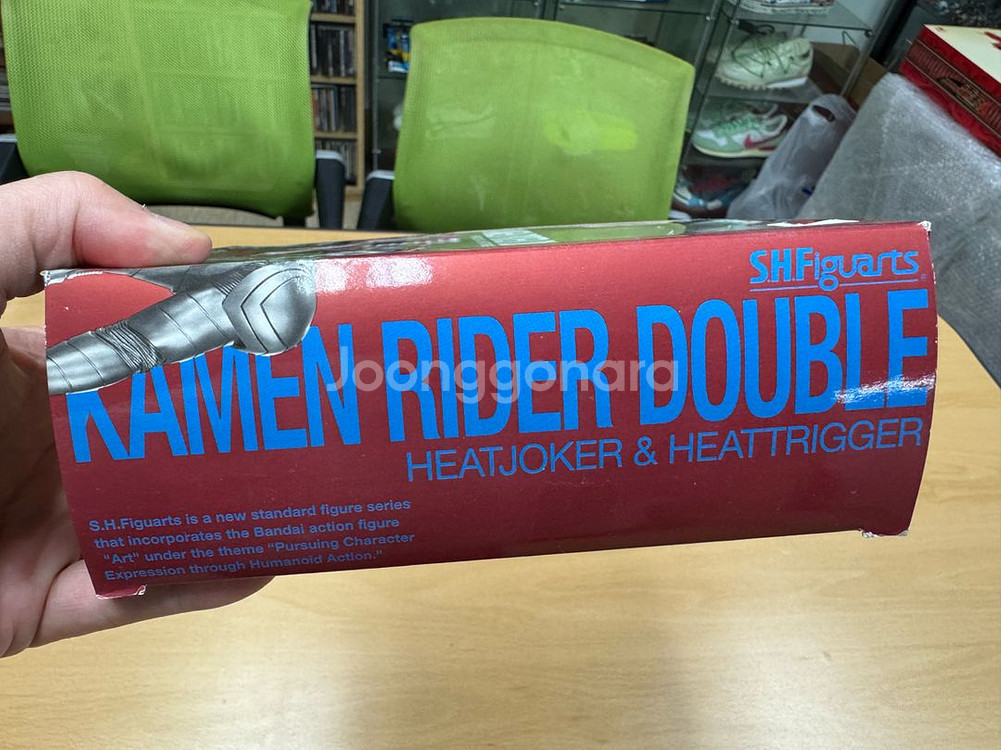 S.H.Figuarts
KAMEN RIDER DOUBLE
Joonggonara
HEATJOKER & HEATTRIGGER
S.H.Figuarts is a new standard figure series
that incorporates the Bandai action figure
"Art" under the theme "Pursuing Character
Expression through Humanoid Action."